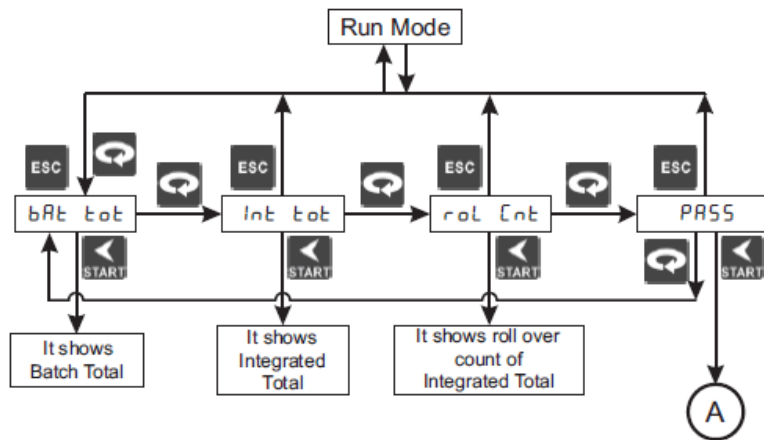 Run Mode
ESC
ESC
ESC
ESC
bAt tot
Int tot
roL Cnt
PASS
START
START
START
START
It shows
Batch Total
It shows
Integrated
Total
It shows roll over
count of
Integrated Total
A